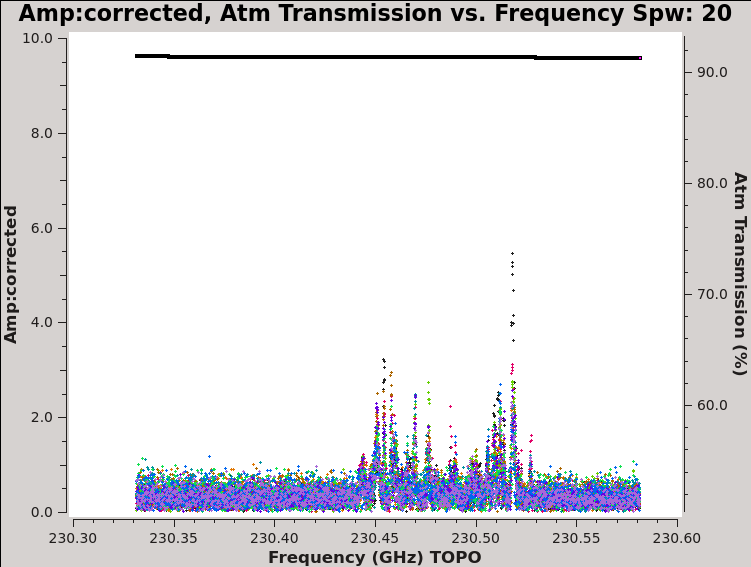 Amp:corrected, Atm Transmission vs. Frequency Spw: 20
10.0
8.0
6.0
4.0
2.0
0.0
Amp:corrected
90.0
80.0
70.0
60.0
Atm Transmission (%)
230.30 230.35 230.40 230.45 230.50 230.55 230.60
Frequency (GHz) TOPO